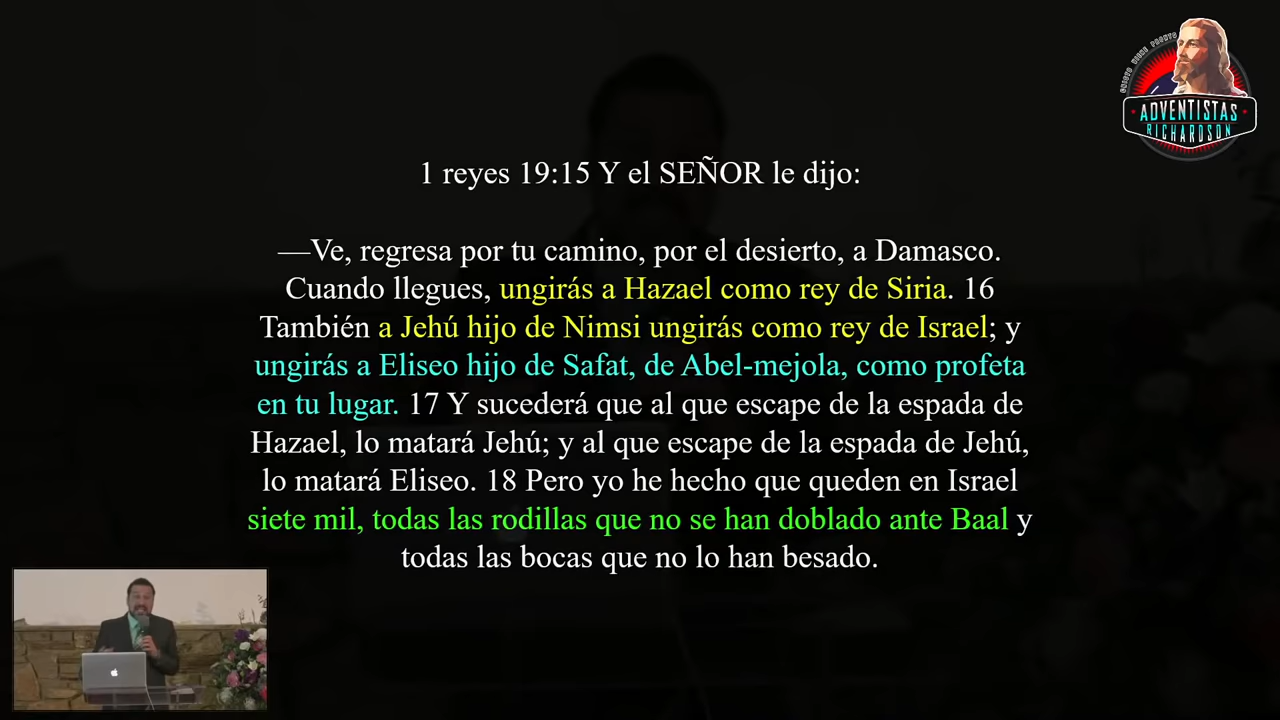 CRISTO VIENE PRONTO
ADVENTISTAS
RICHARDSON
1 reyes 19:15 Y el SEÑOR le dijo:
—Ve, regresa por tu camino, por el desierto, a Damasco.
Cuando llegues, ungirás a Hazael como rey de Siria. 16
También a Jehú hijo de Nimsi ungirás como rey de Israel; y
ungirás a Eliseo hijo de Safat, de Abel-mejola, como profeta
en tu lugar. 17 Y sucederá que al que escape de la espada de
Hazael, lo matará Jehú; y al que escape de la espada de Jehú,
lo matará Eliseo. 18 Pero yo he hecho que queden en Israel
siete mil, todas las rodillas que no se han doblado ante Baal y
todas las bocas que no lo han besado.